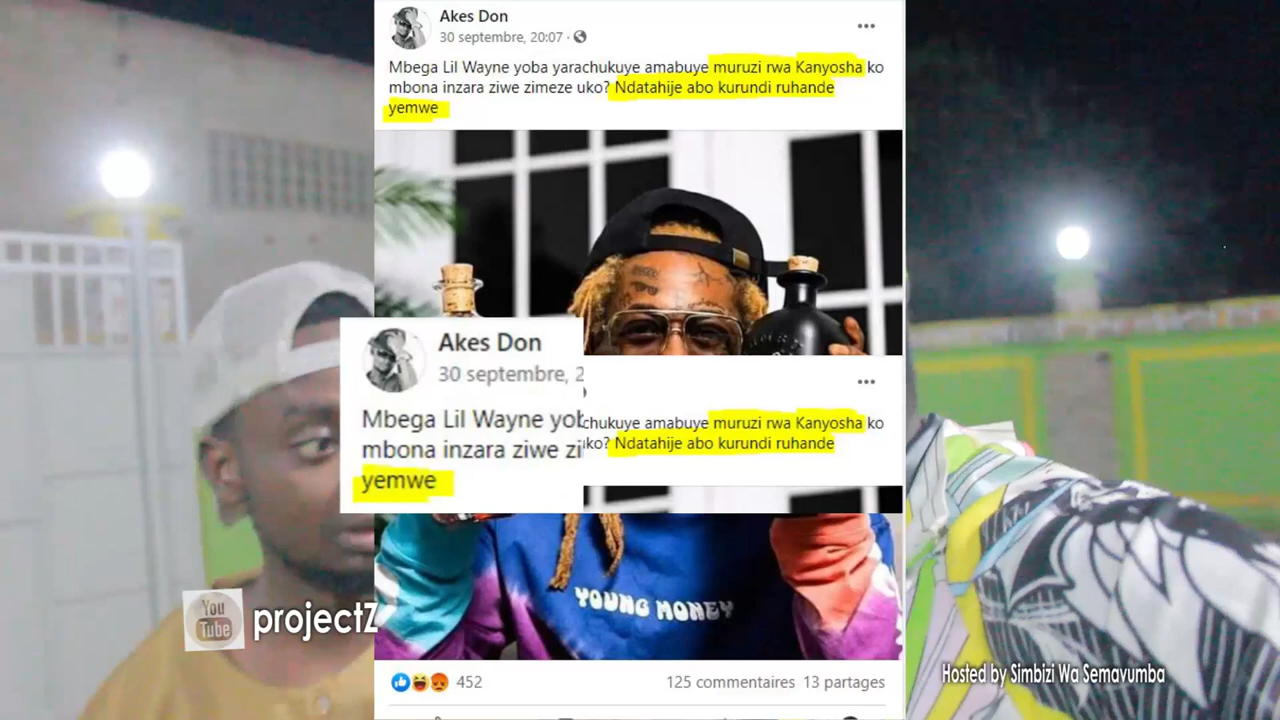 Akes Don
30 septembre, 20:07 ·
Mbega Lil Wayne yoba yarachukuye amabuye muruzi rwa Kanyosha ko
mbona inzara ziwe zimeze uko? Ndatahije abo kurundi ruhande
yemwe
Akes Don
30 septembre, 2
Mbega Lil Wayne yob
mbona inzara ziwe zi
yemwe
chukuye amabuye muruzi rwa Kanyosha ko
uko? Ndatahije abo kurundi ruhande
YOUNG MONEY
You
Tube
projectZ
Hosted by Simbizi Wa Semavumba
452
125 commentaires 13 partages